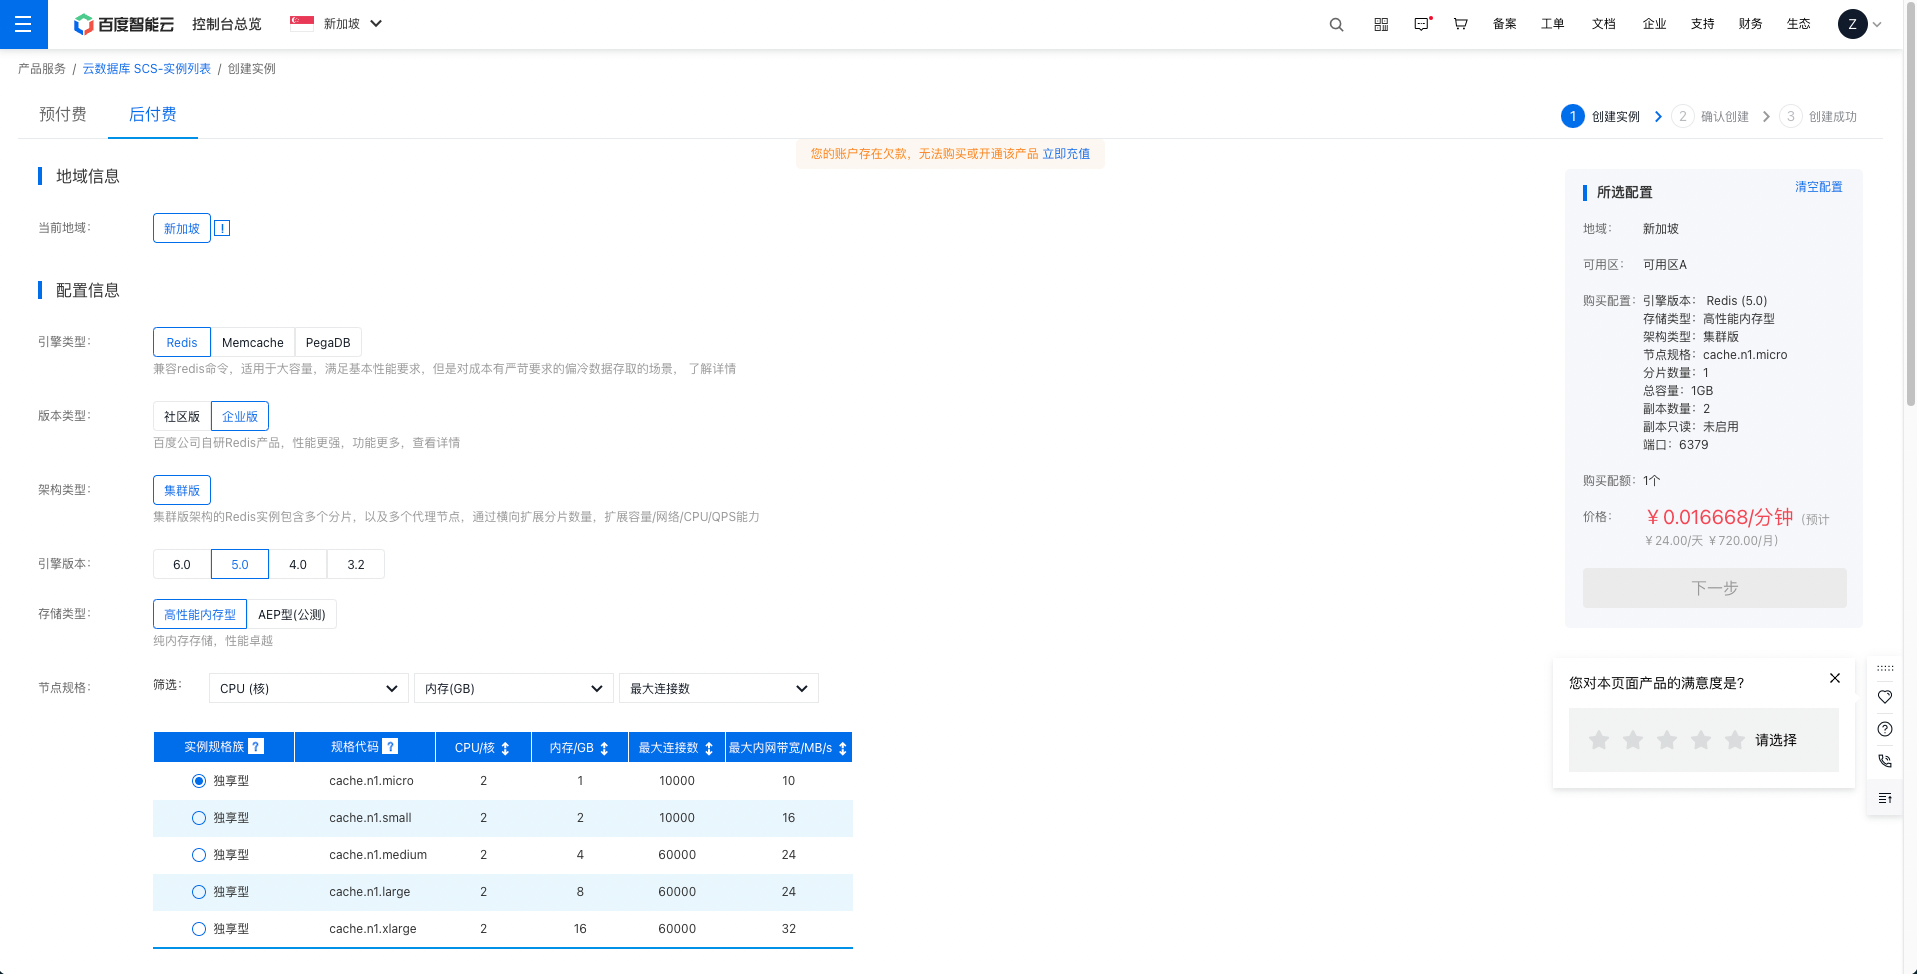 百度智能云 控制台总览 新加坡 备案 工单 文档 企业 支持 财务 生态 Z
产品服务 / 云数据库 SCS-实例列表 / 创建实例
预付费 后付费
1 创建实例 2 确认创建 3 创建成功
您的账户存在欠款，无法购买或开通该产品 立即充值
地域信息
当前地域： 新加坡 !
配置信息
引擎类型： Redis Memcache PegaDB
兼容redis命令，适用于大容量，满足基本性能要求，但是对成本有严苛要求的偏冷数据存取的场景， 了解详情
版本类型： 社区版 企业版
百度公司自研Redis产品，性能更强，功能更多，查看详情
架构类型： 集群版
集群版架构的Redis实例包含多个分片，以及多个代理节点，通过横向扩展分片数量，扩展容量/网络/CPU/QPS能力
引擎版本： 6.0 5.0 4.0 3.2
存储类型： 高性能内存型 AEP型(公测)
纯内存存储，性能卓越
节点规格： 筛选： CPU (核) 内存(GB) 最大连接数
实例规格族 ? 规格代码 ? CPU/核 内存/GB 最大连接数 最大内网带宽/MB/s
独享型 cache.n1.micro 2 1 10000 10
独享型 cache.n1.small 2 2 10000 16
独享型 cache.n1.medium 2 4 60000 24
独享型 cache.n1.large 2 8 60000 24
独享型 cache.n1.xlarge 2 16 60000 32
所选配置 清空配置
地域： 新加坡
可用区： 可用区A
购买配置： 引擎版本： Redis (5.0)
存储类型：高性能内存型
架构类型：集群版
节点规格：cache.n1.micro
分片数量：1
总容量：1GB
副本数量：2
副本只读：未启用
端口：6379
购买配额： 1个
价格： ￥0.016668/分钟 (预计
￥24.00/天 ￥720.00/月)
下一步
您对本页面产品的满意度是?
请选择